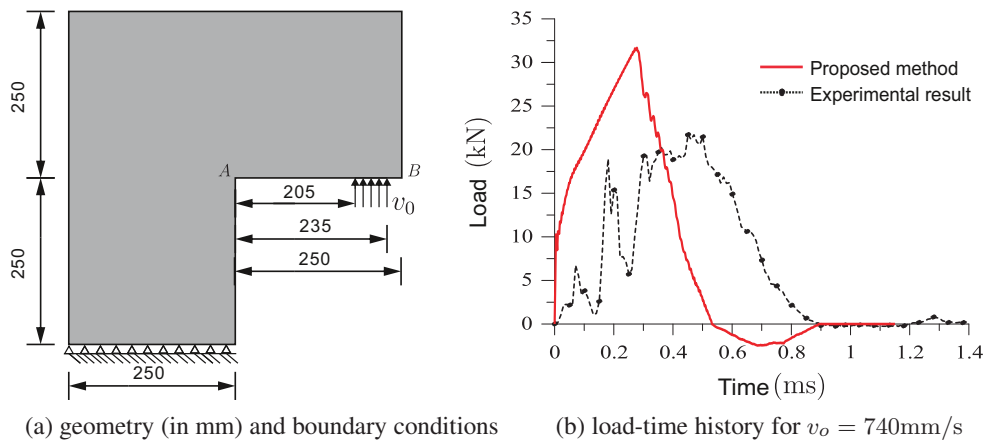 250
250
A
B
205
v₀
235
250
250
(a) geometry (in mm) and boundary conditions
35
30
25
20
15
10
5
0
Load (kN)
Proposed method
Experimental result
0
0.2
0.4
0.6
0.8
1
1.2
1.4
Time (ms)
(b) load-time history for vₒ = 740mm/s